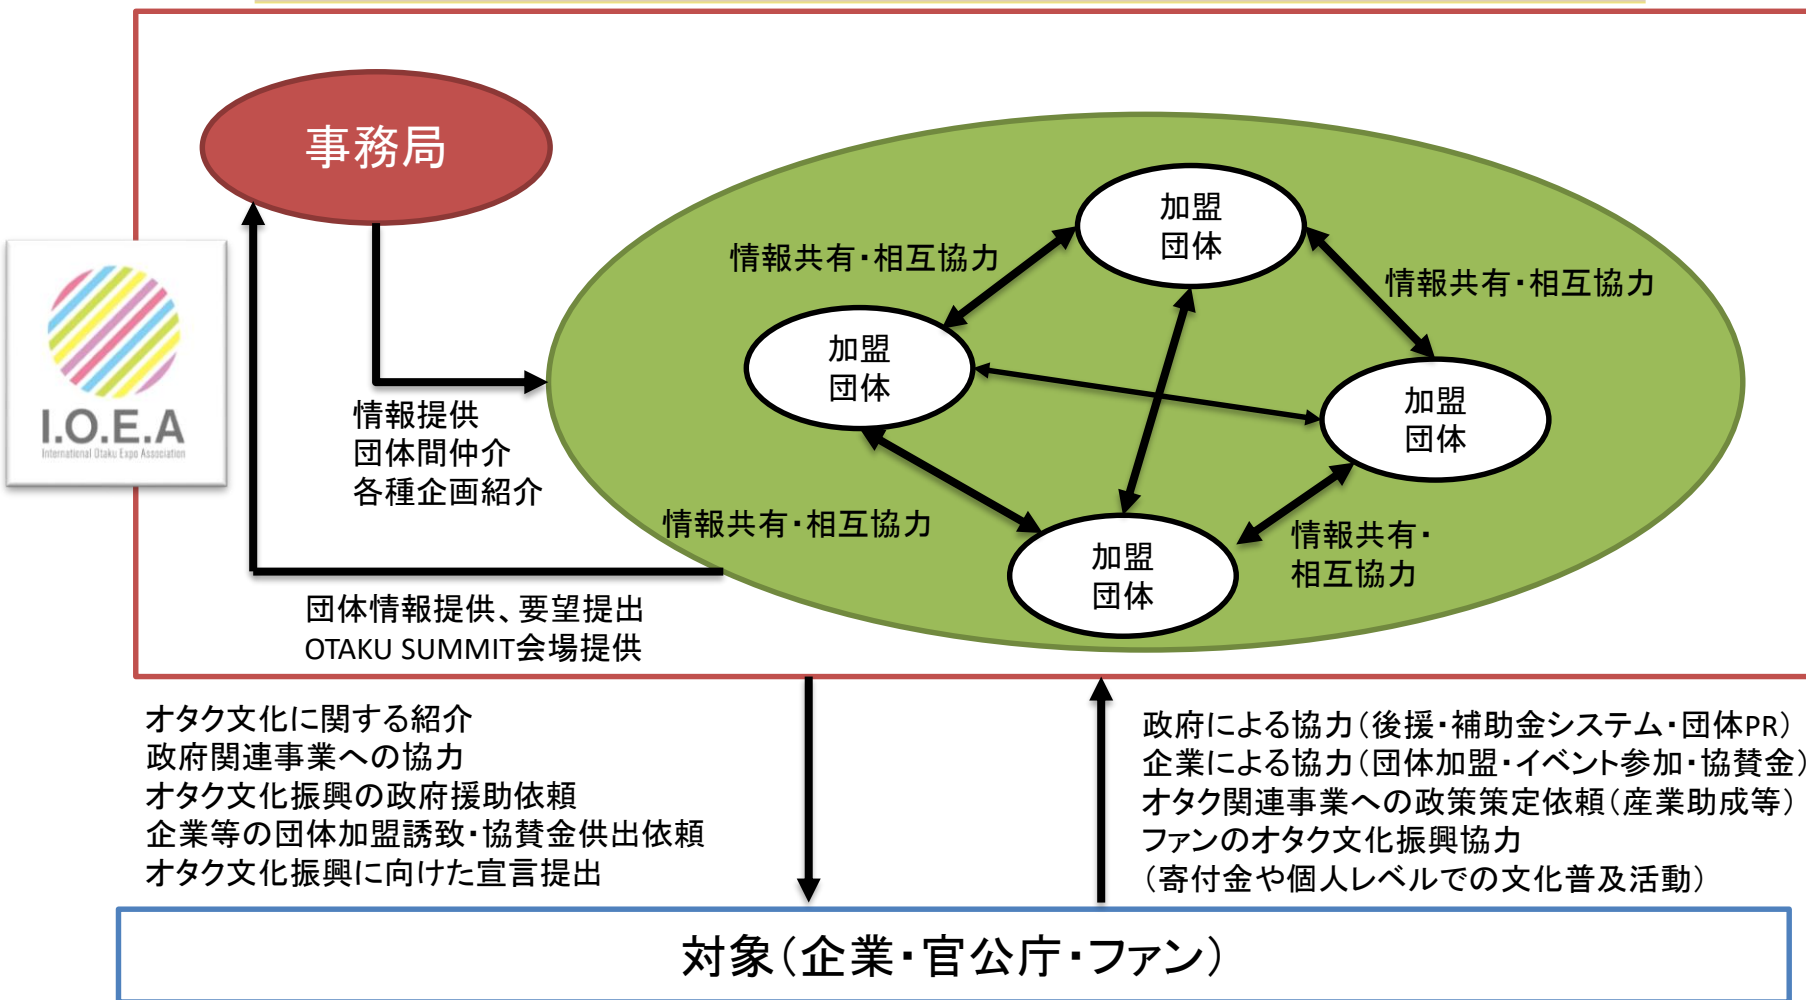 事務局
加盟
団体
情報共有・相互協力
情報共有・相互協力
加盟
団体
加盟
団体
I.O.E.A
International Otaku Expo Association
情報提供
団体間仲介
各種企画紹介
情報共有・相互協力
情報共有・
相互協力
加盟
団体
団体情報提供、要望提出
OTAKU SUMMIT会場提供
オタク文化に関する紹介
政府関連事業への協力
オタク文化振興の政府援助依頼
企業等の団体加盟誘致・協賛金供出依頼
オタク文化振興に向けた宣言提出
政府による協力（後援・補助金システム・団体PR）
企業による協力（団体加盟・イベント参加・協賛金）
オタク関連事業への政策策定依頼（産業助成等）
ファンのオタク文化振興協力
（寄付金や個人レベルでの文化普及活動）
対象（企業・官公庁・ファン）